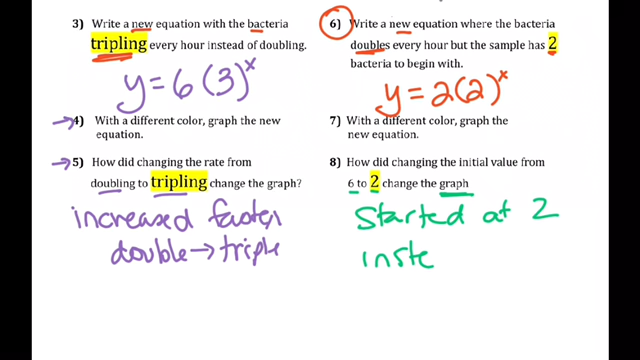 3) Write a new equation with the bacteria
tripling every hour instead of doubling.
y = 6(3)^x
4) With a different color, graph the new
equation.
5) How did changing the rate from
doubling to tripling change the graph?
increased faster,
double → triple
6) Write a new equation where the bacteria
doubles every hour but the sample has 2
bacteria to begin with.
y = 2(2)^x
7) With a different color, graph the
new equation.
8) How did changing the initial value from
6 to 2 change the graph
Started at 2
inste